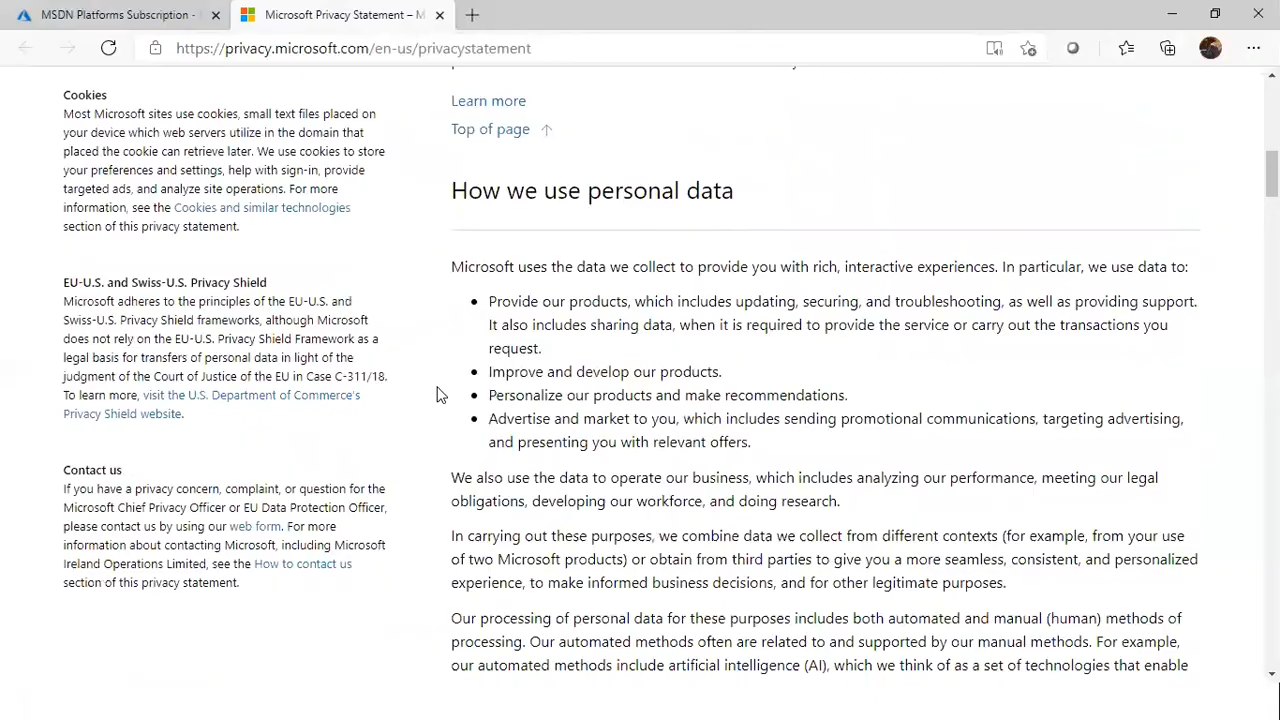 MSDN Platforms Subscription -
Microsoft Privacy Statement – M
https://privacy.microsoft.com/en-us/privacystatement
Cookies
Most Microsoft sites use cookies, small text files placed on
your device which web servers utilize in the domain that
placed the cookie can retrieve later. We use cookies to store
your preferences and settings, help with sign-in, provide
targeted ads, and analyze site operations. For more
information, see the Cookies and similar technologies
section of this privacy statement.
EU-U.S. and Swiss-U.S. Privacy Shield
Microsoft adheres to the principles of the EU-U.S. and
Swiss-U.S. Privacy Shield frameworks, although Microsoft
does not rely on the EU-U.S. Privacy Shield Framework as a
legal basis for transfers of personal data in light of the
judgment of the Court of Justice of the EU in Case C-311/18.
To learn more, visit the U.S. Department of Commerce's
Privacy Shield website.
Contact us
If you have a privacy concern, complaint, or question for the
Microsoft Chief Privacy Officer or EU Data Protection Officer,
please contact us by using our web form. For more
information about contacting Microsoft, including Microsoft
Ireland Operations Limited, see the How to contact us
section of this privacy statement.
Learn more
Top of page
How we use personal data
Microsoft uses the data we collect to provide you with rich, interactive experiences. In particular, we use data to:
• Provide our products, which includes updating, securing, and troubleshooting, as well as providing support.
It also includes sharing data, when it is required to provide the service or carry out the transactions you
request.
• Improve and develop our products.
• Personalize our products and make recommendations.
• Advertise and market to you, which includes sending promotional communications, targeting advertising,
and presenting you with relevant offers.
We also use the data to operate our business, which includes analyzing our performance, meeting our legal
obligations, developing our workforce, and doing research.
In carrying out these purposes, we combine data we collect from different contexts (for example, from your use
of two Microsoft products) or obtain from third parties to give you a more seamless, consistent, and personalized
experience, to make informed business decisions, and for other legitimate purposes.
Our processing of personal data for these purposes includes both automated and manual (human) methods of
processing. Our automated methods often are related to and supported by our manual methods. For example,
our automated methods include artificial intelligence (AI), which we think of as a set of technologies that enable